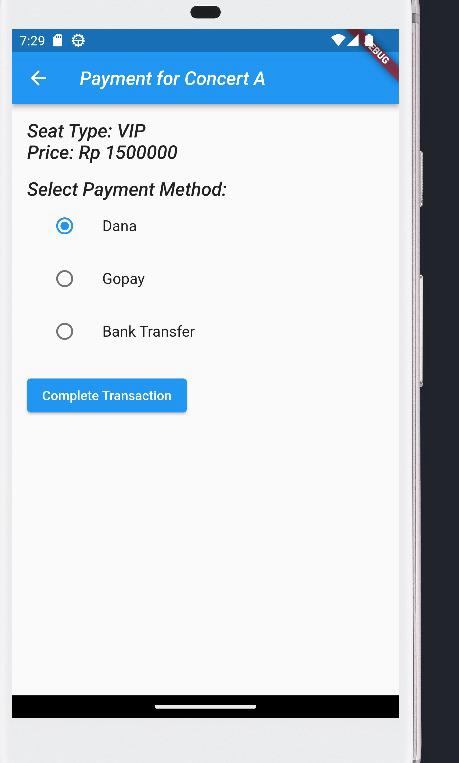 7:29
Payment for Concert A
Seat Type: VIP
Price: Rp 1500000
Select Payment Method:
Dana
Gopay
Bank Transfer
Complete Transaction